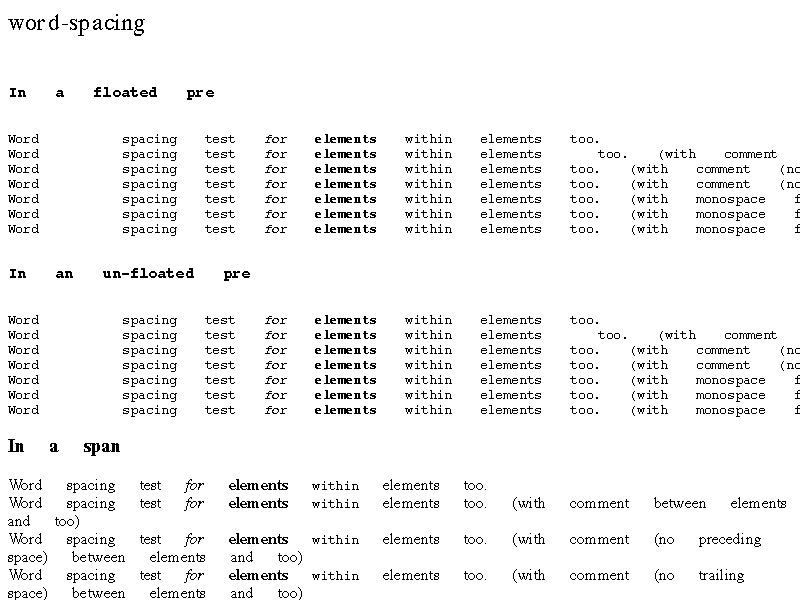 word-spacing
In a floated pre
Word spacing test for elements within elements too.
Word spacing test for elements within elements too. (with comment
Word spacing test for elements within elements too. (with comment (no
Word spacing test for elements within elements too. (with comment (no
Word spacing test for elements within elements too. (with monospace f
Word spacing test for elements within elements too. (with monospace f
Word spacing test for elements within elements too. (with monospace f
In an un-floated pre
Word spacing test for elements within elements too.
Word spacing test for elements within elements too. (with comment
Word spacing test for elements within elements too. (with comment (no
Word spacing test for elements within elements too. (with comment (no
Word spacing test for elements within elements too. (with monospace f
Word spacing test for elements within elements too. (with monospace f
Word spacing test for elements within elements too. (with monospace f
In a span
Word spacing test for elements within elements too.
Word spacing test for elements within elements too. (with comment between elements
and too)
Word spacing test for elements within elements too. (with comment (no preceding
space) between elements and too)
Word spacing test for elements within elements too. (with comment (no trailing
space) between elements and too)